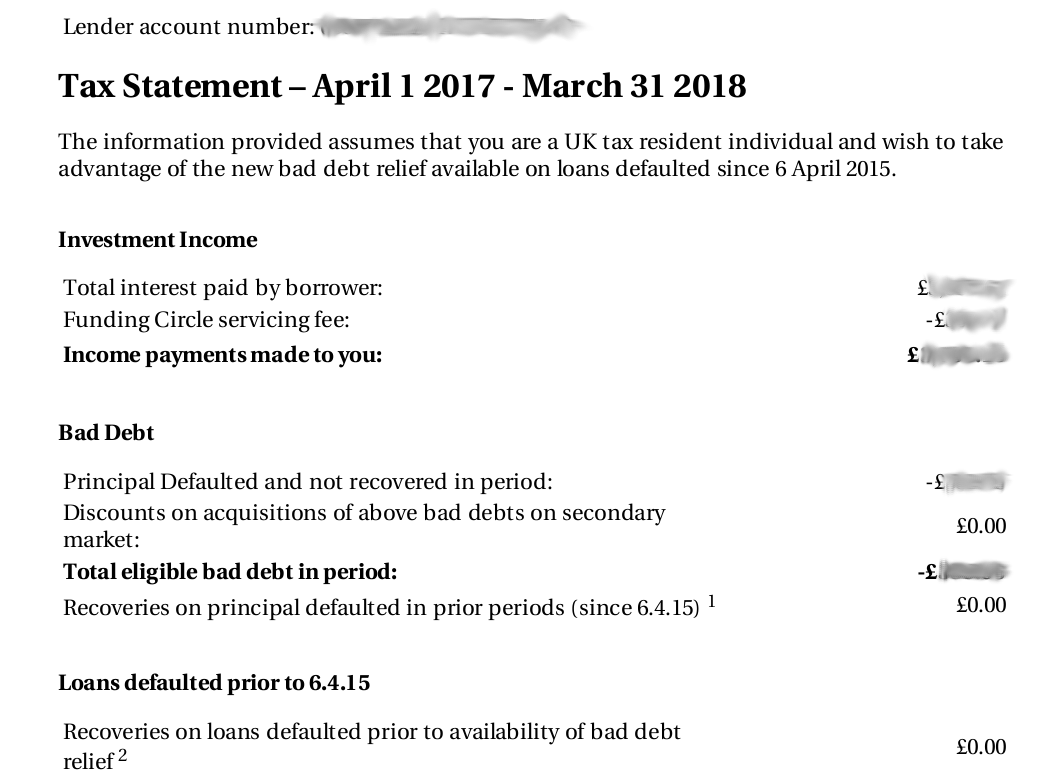 Lender account number:
Tax Statement – April 1 2017 - March 31 2018
The information provided assumes that you are a UK tax resident individual and wish to take
advantage of the new bad debt relief available on loans defaulted since 6 April 2015.
Investment Income
Total interest paid by borrower: £
Funding Circle servicing fee: -£
Income payments made to you: £
Bad Debt
Principal Defaulted and not recovered in period: -£
Discounts on acquisitions of above bad debts on secondary
market: £0.00
Total eligible bad debt in period: -£
Recoveries on principal defaulted in prior periods (since 6.4.15) 1 £0.00
Loans defaulted prior to 6.4.15
Recoveries on loans defaulted prior to availability of bad debt
relief 2 £0.00